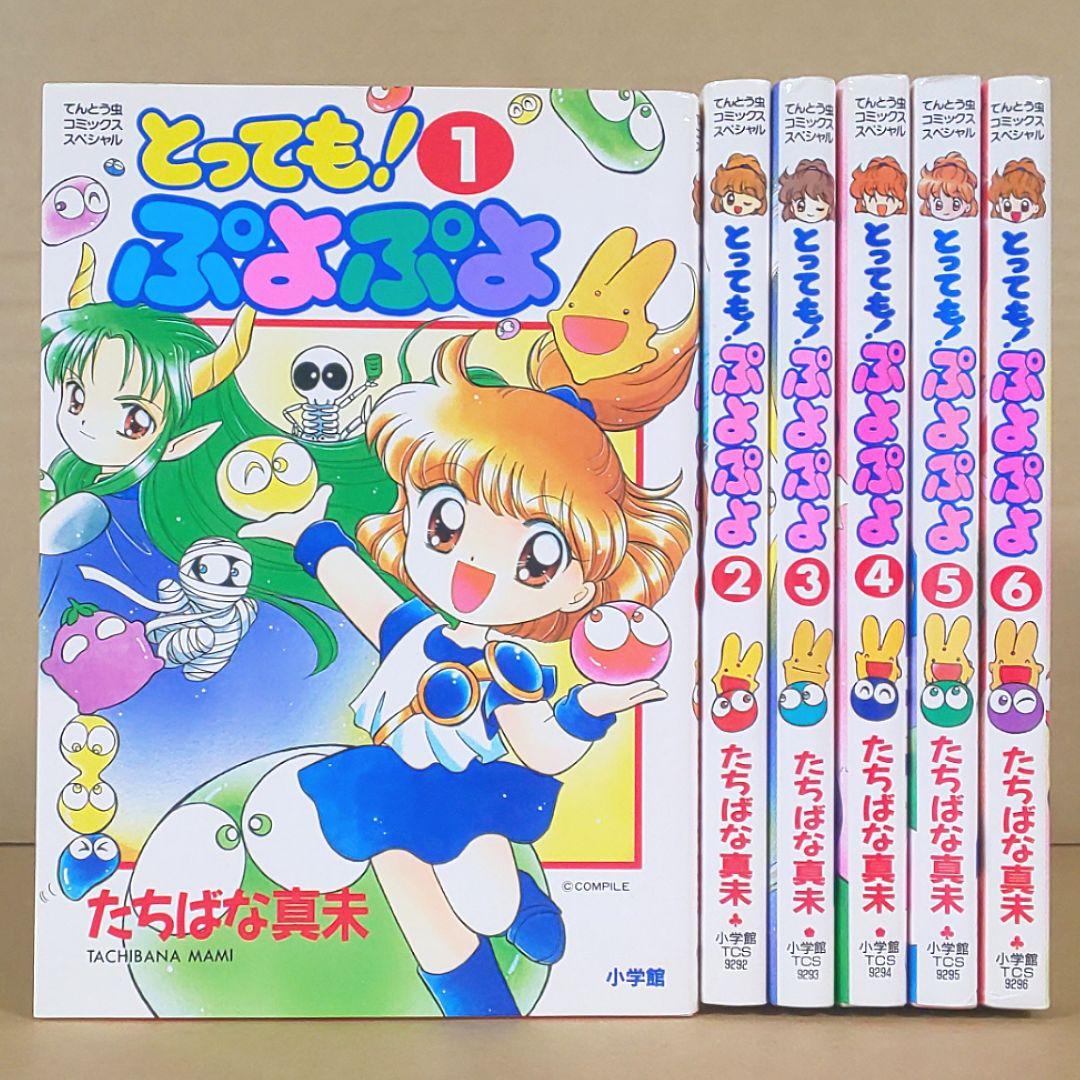 てんとう虫
コミックス
スペシャル
とっても!
1
ぷよぷよ
©COMPILE
たちばな真未
TACHIBANA MAMI
小学館
てんとう虫
コミックス
スペシャル
とっても!
ぷよぷよ
2
たちばな真未
小学館
TCS
9292
てんとう虫
コミックス
スペシャル
とっても!
ぷよぷよ
3
たちばな真未
小学館
TCS
9293
てんとう虫
コミックス
スペシャル
とっても!
ぷよぷよ
4
たちばな真未
小学館
TCS
9294
てんとう虫
コミックス
スペシャル
とっても!
ぷよぷよ
5
たちばな真未
小学館
TCS
9295
てんとう虫
コミックス
スペシャル
とっても!
ぷよぷよ
6
たちばな真未
小学館
TCS
9296